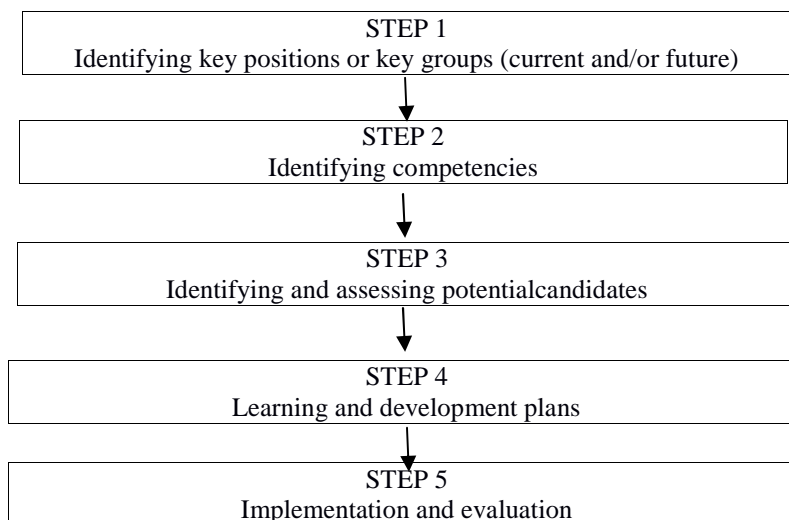 STEP 1
Identifying key positions or key groups (current and/or future)
STEP 2
Identifying competencies
STEP 3
Identifying and assessing potentialcandidates
STEP 4
Learning and development plans
STEP 5
Implementation and evaluation